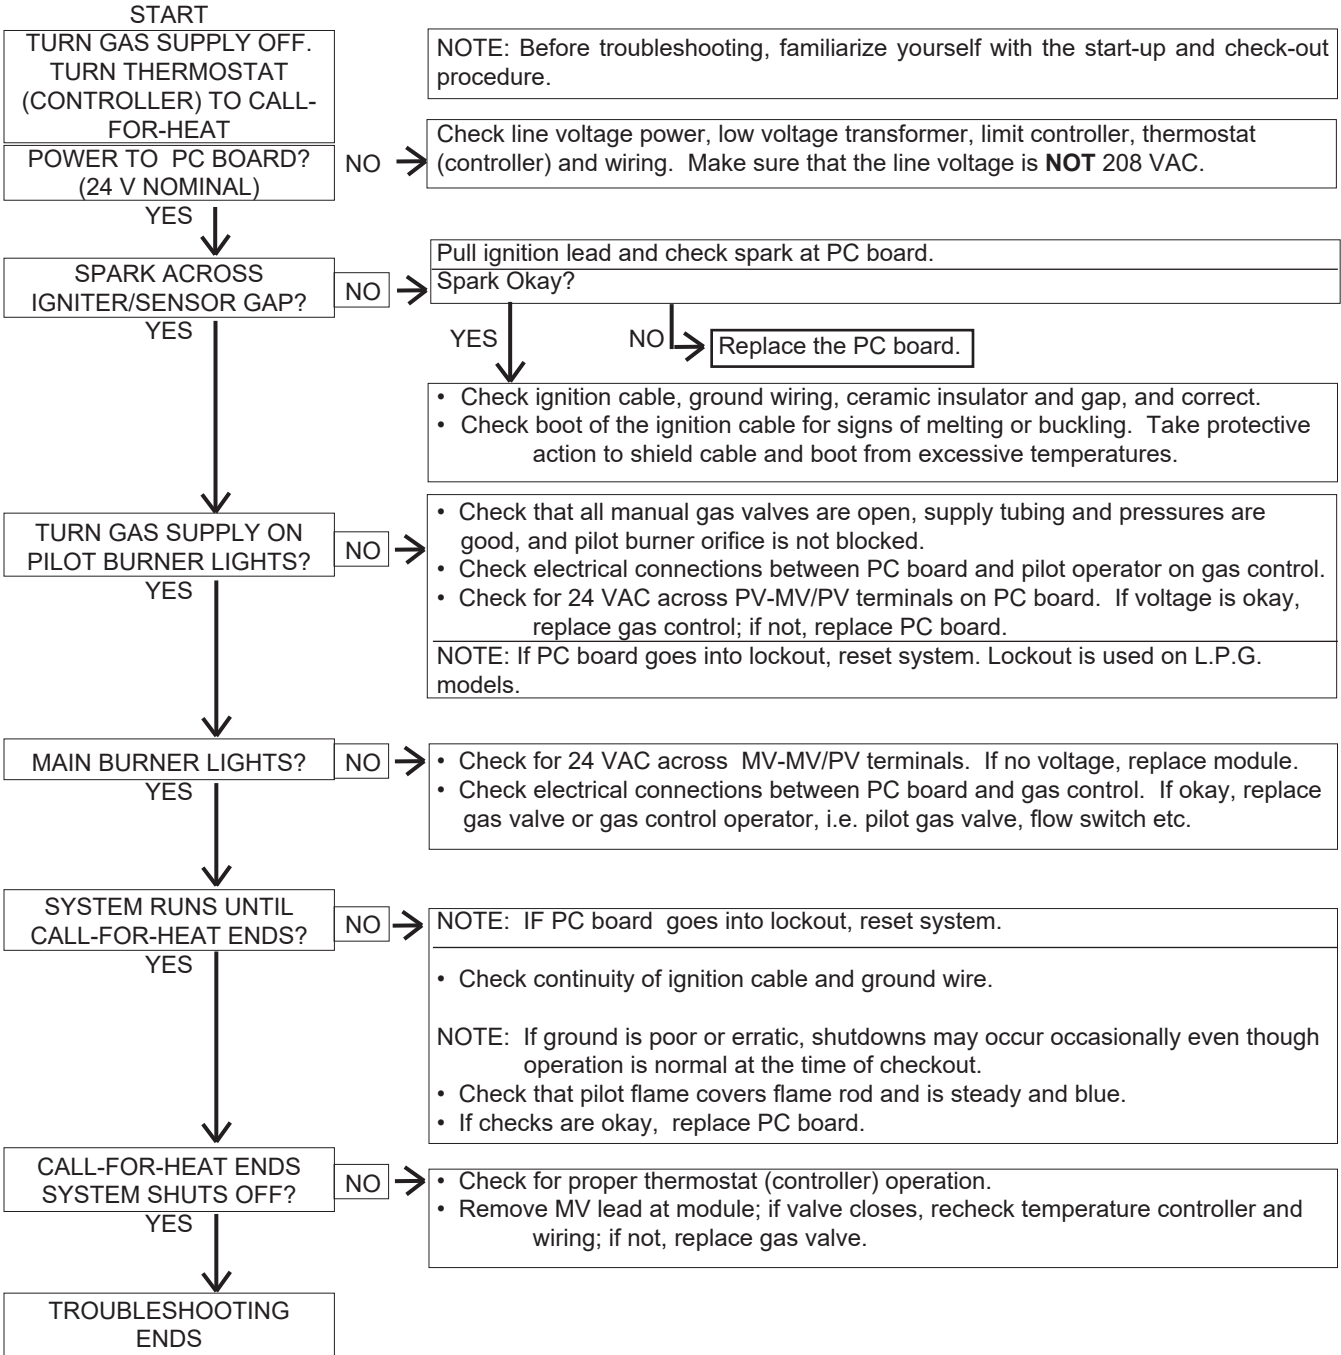 START
TURN GAS SUPPLY OFF.
TURN THERMOSTAT
(CONTROLLER) TO CALL-
FOR-HEAT
NOTE: Before troubleshooting, familiarize yourself with the start-up and check-out
procedure.
POWER TO PC BOARD?
(24 V NOMINAL)
NO
Check line voltage power, low voltage transformer, limit controller, thermostat
(controller) and wiring. Make sure that the line voltage is NOT 208 VAC.
YES
SPARK ACROSS
IGNITER/SENSOR GAP?
NO
Pull ignition lead and check spark at PC board.
Spark Okay?
YES
YES
NO
Replace the PC board.
• Check ignition cable, ground wiring, ceramic insulator and gap, and correct.
• Check boot of the ignition cable for signs of melting or buckling. Take protective
action to shield cable and boot from excessive temperatures.
TURN GAS SUPPLY ON
PILOT BURNER LIGHTS?
NO
• Check that all manual gas valves are open, supply tubing and pressures are
good, and pilot burner orifice is not blocked.
• Check electrical connections between PC board and pilot operator on gas control.
• Check for 24 VAC across PV-MV/PV terminals on PC board. If voltage is okay,
replace gas control; if not, replace PC board.
NOTE: If PC board goes into lockout, reset system. Lockout is used on L.P.G.
models.
YES
MAIN BURNER LIGHTS?
NO
• Check for 24 VAC across MV-MV/PV terminals. If no voltage, replace module.
• Check electrical connections between PC board and gas control. If okay, replace
gas valve or gas control operator, i.e. pilot gas valve, flow switch etc.
YES
SYSTEM RUNS UNTIL
CALL-FOR-HEAT ENDS?
NO
NOTE: IF PC board goes into lockout, reset system.
• Check continuity of ignition cable and ground wire.
NOTE: If ground is poor or erratic, shutdowns may occur occasionally even though
operation is normal at the time of checkout.
• Check that pilot flame covers flame rod and is steady and blue.
• If checks are okay, replace PC board.
YES
CALL-FOR-HEAT ENDS
SYSTEM SHUTS OFF?
NO
• Check for proper thermostat (controller) operation.
• Remove MV lead at module; if valve closes, recheck temperature controller and
wiring; if not, replace gas valve.
YES
TROUBLESHOOTING
ENDS